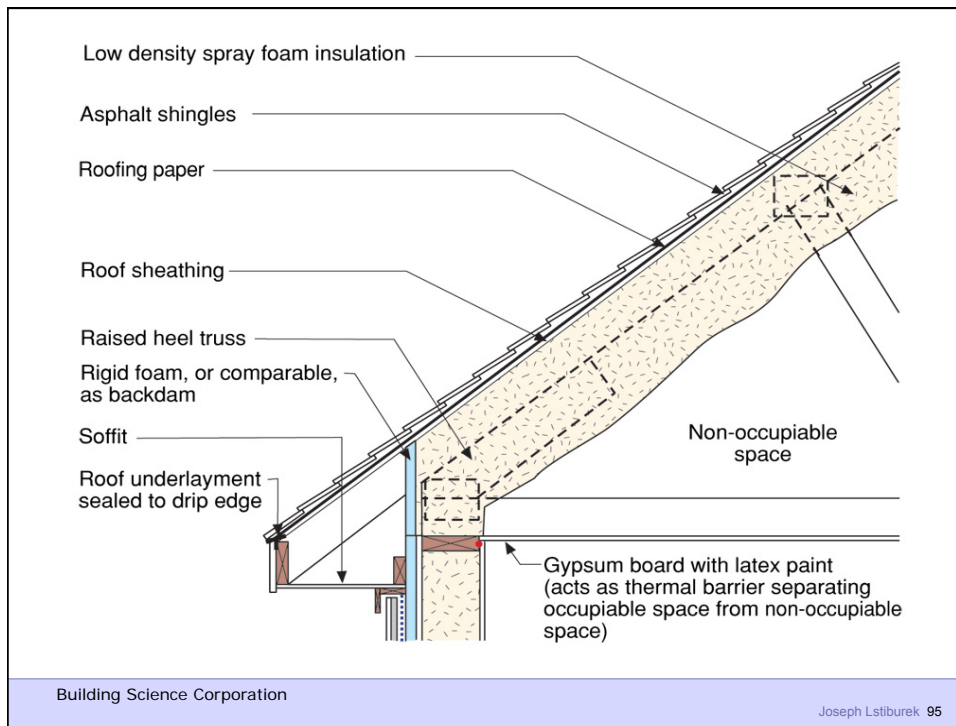 Low density spray foam insulation
Asphalt shingles
Roofing paper
Roof sheathing
Raised heel truss
Rigid foam, or comparable,
as backdam
Soffit
Roof underlayment
sealed to drip edge
Non-occupiable
space
Gypsum board with latex paint
(acts as thermal barrier separating
occupiable space from non-occupiable
space)
Building Science Corporation
Joseph Lstiburek 95